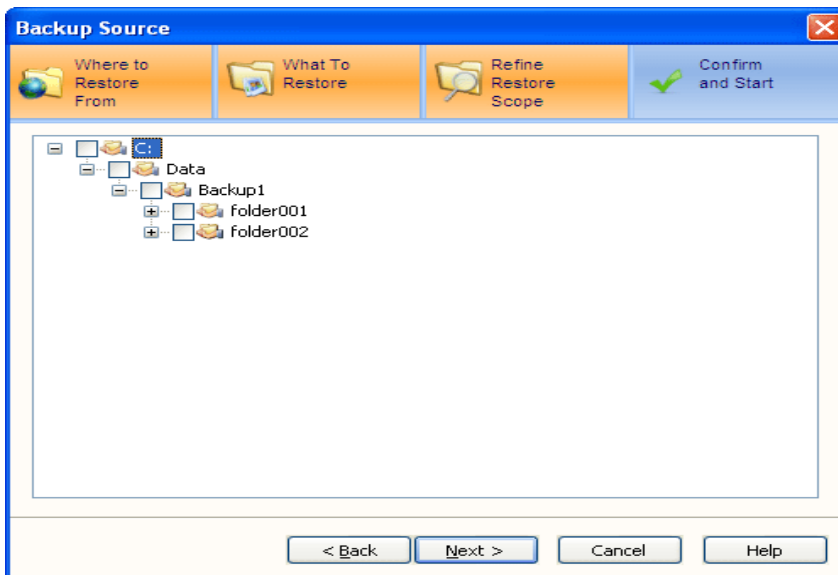 Backup Source
Where to
Restore
From
What To
Restore
Refine
Restore
Scope
Confirm
and Start
C:
Data
Backup1
folder001
folder002
< Back
Next >
Cancel
Help